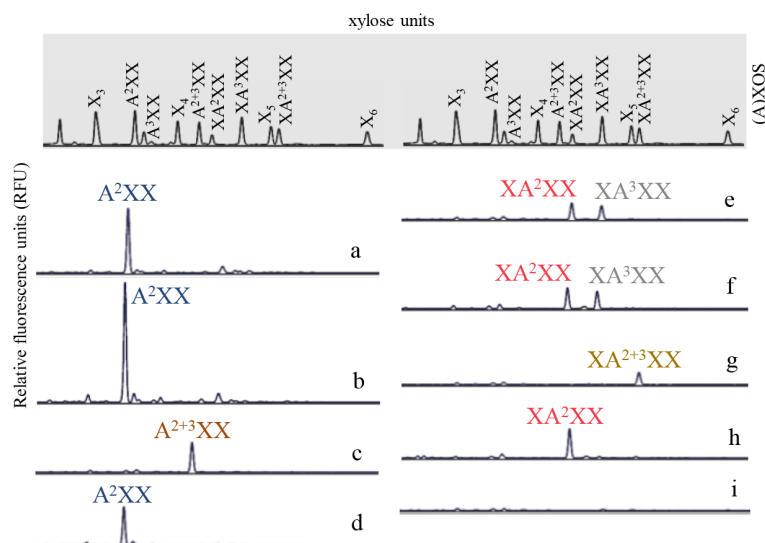 xylose units
X₃ A²XX A³XX X₄ A²⁺³XX XA²XX XA³XX X₅ XA²⁺³XX X₆
X₃ A²XX A³XX X₄ A²⁺³XX XA²XX XA³XX X₅ XA²⁺³XX X₆
(A)XOS
Relative fluorescence units (RFU)
A²XX
a
A²XX
b
A²⁺³XX
c
A²XX
d
XA²XX XA³XX
e
XA²XX XA³XX
f
XA²⁺³XX
g
XA²XX
h
i